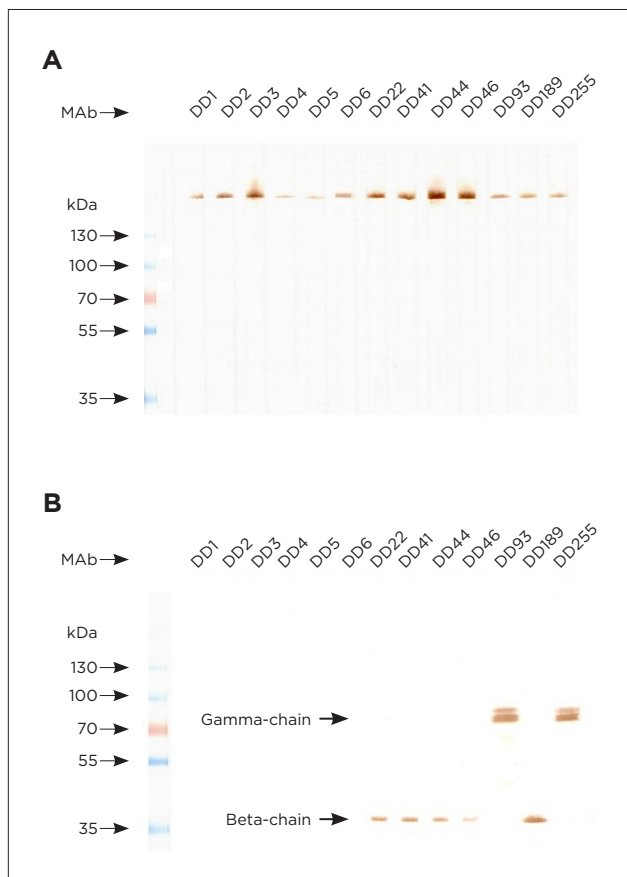 A
MAb
DD1 DD2 DD3 DD4 DD5 DD6 DD22 DD41 DD44 DD46 DD93 DD189 DD255
kDa
130
100
70
55
35
B
MAb
DD1 DD2 DD3 DD4 DD5 DD6 DD22 DD41 DD44 DD46 DD93 DD189 DD255
kDa
130
100
Gamma-chain
70
55
Beta-chain
35